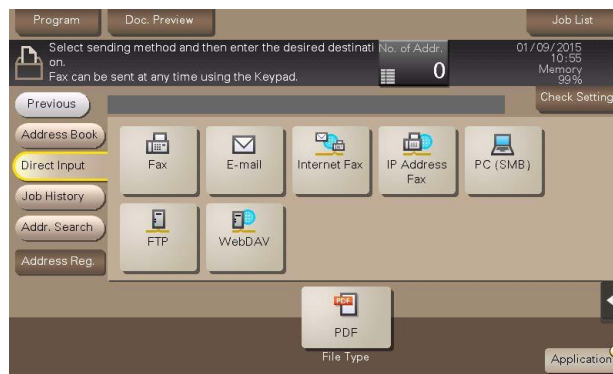 Program
Doc. Preview
Job List
Select sending method and then enter the desired destinati
on.
Fax can be sent at any time using the Keypad.
No. of Addr.
0
01/09/2015
10:55
Memory
99%
Previous
Check Setting
Address Book
Direct Input
Job History
Addr. Search
Address Reg.
Fax
E-mail
Internet Fax
IP Address
Fax
PC (SMB)
FTP
WebDAV
PDF
PDF
File Type
Application